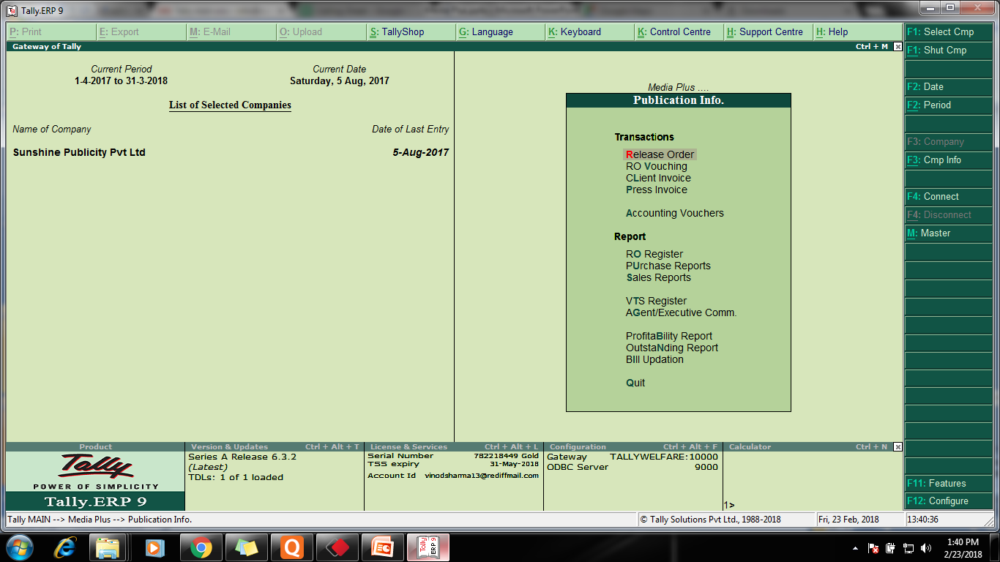 Tally.ERP 9
P: Print E: Export M: E-Mail O: Upload S: TallyShop G: Language K: Keyboard K: Control Centre H: Support Centre H: Help
Gateway of Tally Ctrl + M
Current Period Current Date
1-4-2017 to 31-3-2018 Saturday, 5 Aug, 2017
List of Selected Companies
Name of Company Date of Last Entry
Sunshine Publicity Pvt Ltd 5-Aug-2017
Media Plus ....
Publication Info.
Transactions
Release Order
RO Vouching
CLient Invoice
Press Invoice
Accounting Vouchers
Report
RO Register
PUrchase Reports
Sales Reports
VTS Register
AGent/Executive Comm.
ProfitaBility Report
OutstaNding Report
BIll Updation
Quit
F1: Select Cmp
F1: Shut Cmp
F2: Date
F2: Period
F3: Company
F3: Cmp Info
F4: Connect
F4: Disconnect
M: Master
F11: Features
F12: Configure
Product
Tally
POWER OF SIMPLICITY
Tally.ERP 9
Version & Updates Ctrl + Alt + T
Series A Release 6.3.2
(Latest)
TDLs: 1 of 1 loaded
License & Services Ctrl + Alt + L
Serial Number 782218449 Gold
TSS expiry 31-May-2018
Account Id vinodsharma13@rediffmail.com
Configuration Ctrl + Alt + F
Gateway TALLYWELFARE:10000
ODBC Server 9000
Calculator Ctrl + N
1>
Tally MAIN --> Media Plus --> Publication Info. © Tally Solutions Pvt Ltd., 1988-2018 Fri, 23 Feb, 2018 13:40:36
Tally ERP 9
1:40 PM
2/23/2018